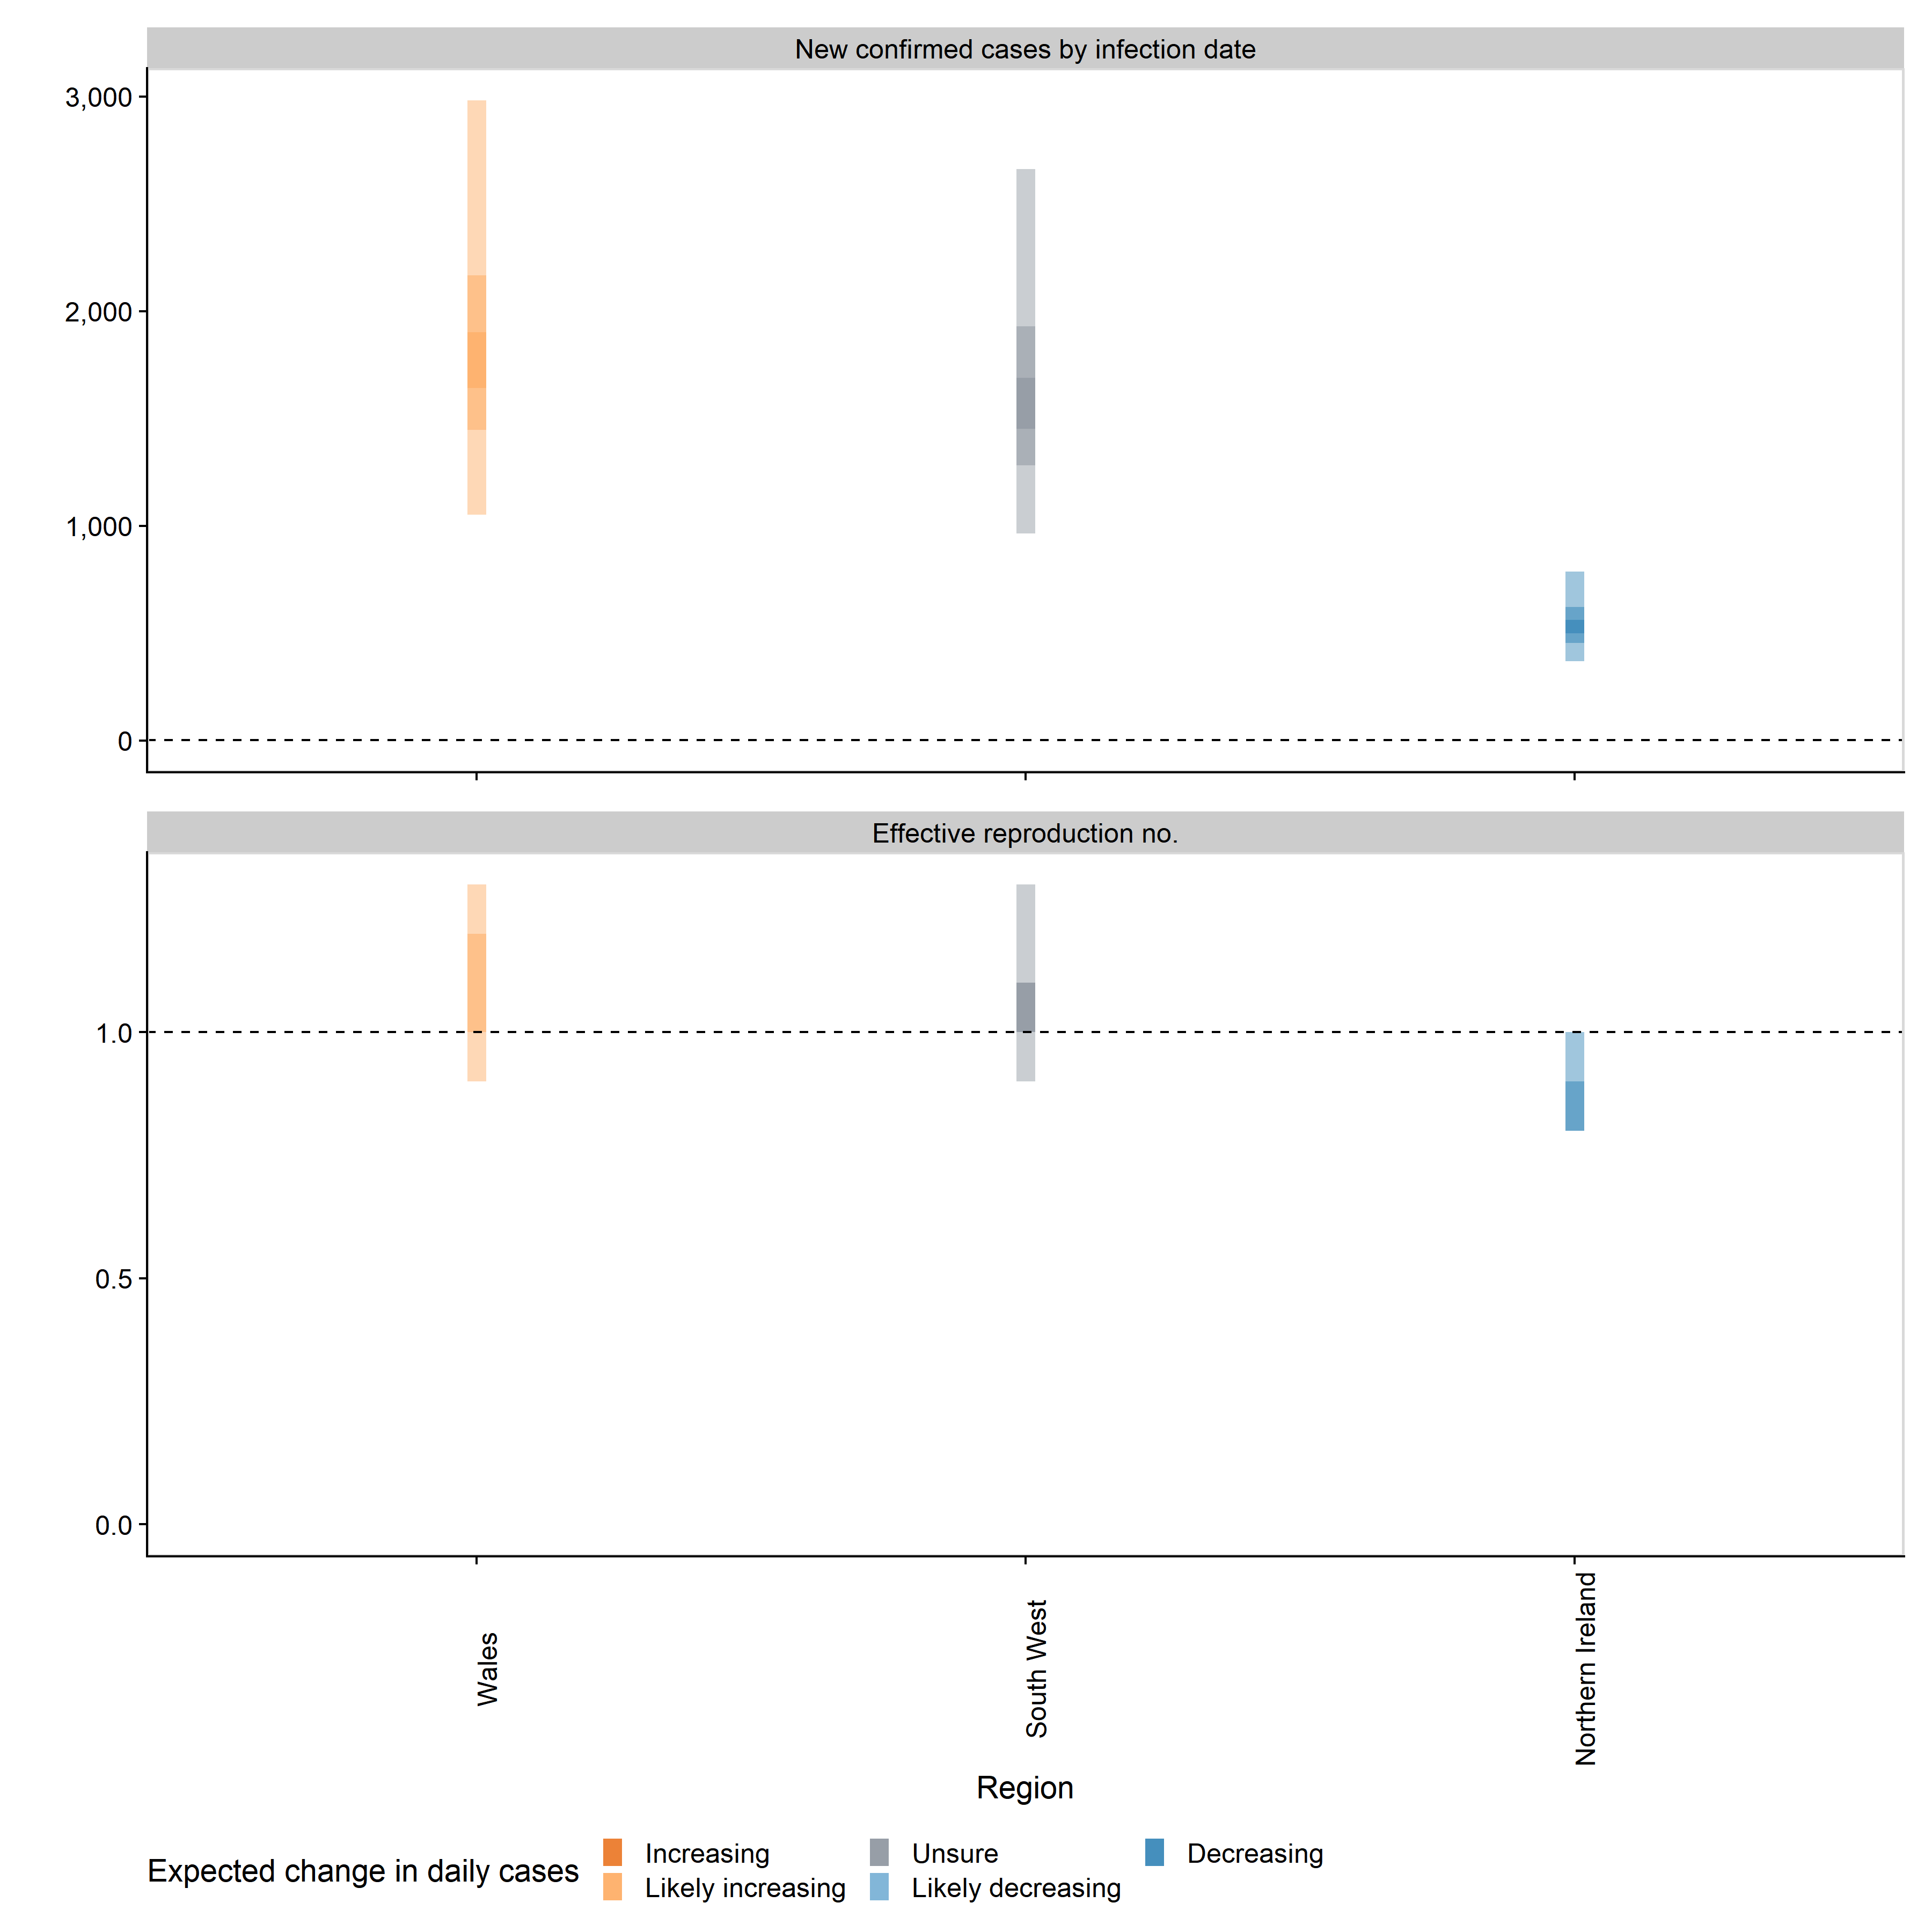 New confirmed cases by infection date
3,000
2,000
1,000
0
Effective reproduction no.
1.0
0.5
0.0
Wales
South West
Northern Ireland
Region
Expected change in daily cases
Increasing
Unsure
Decreasing
Likely increasing
Likely decreasing